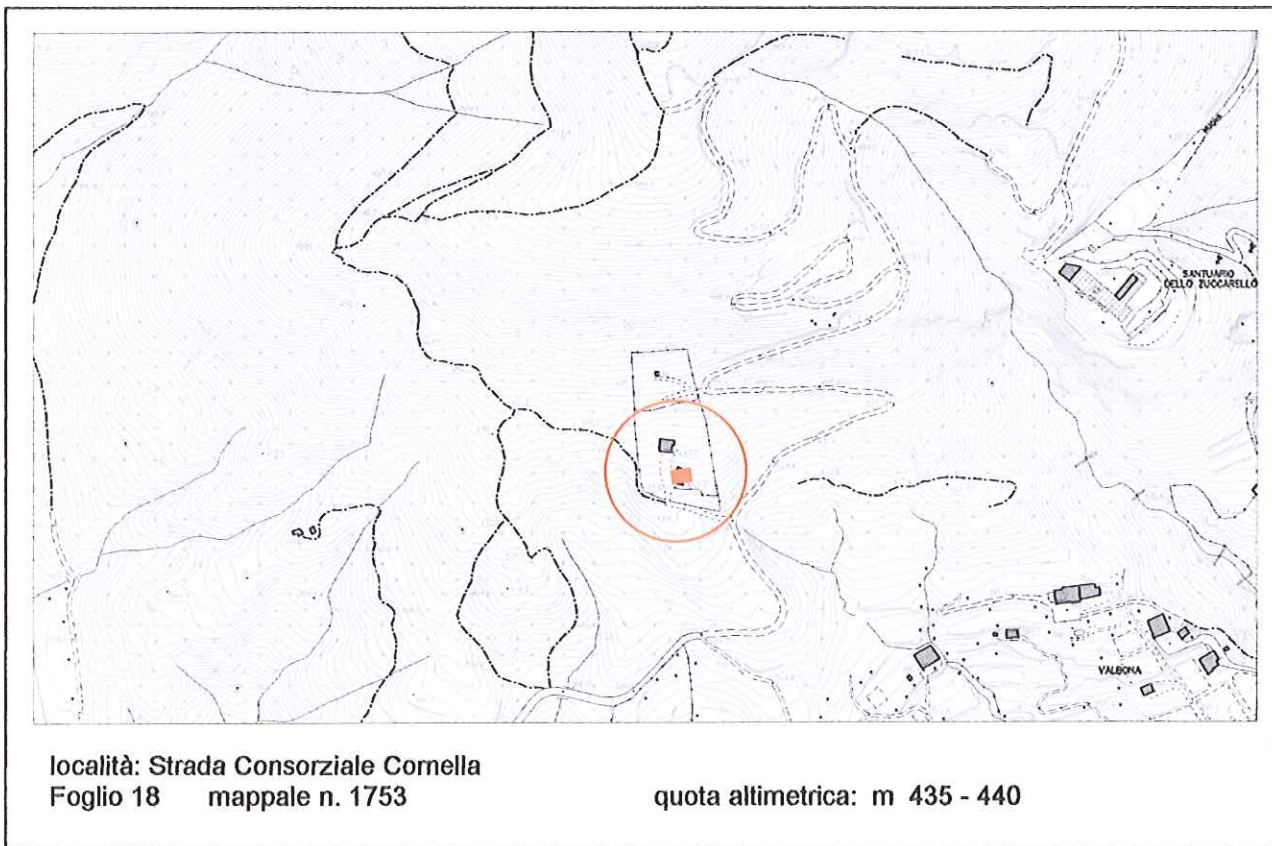 SANTUARIO
DELLO ZUCCARELLO
VALBONA
località: Strada Consorziale Cornella
Foglio 18 mappale n. 1753 quota altimetrica: m 435 - 440